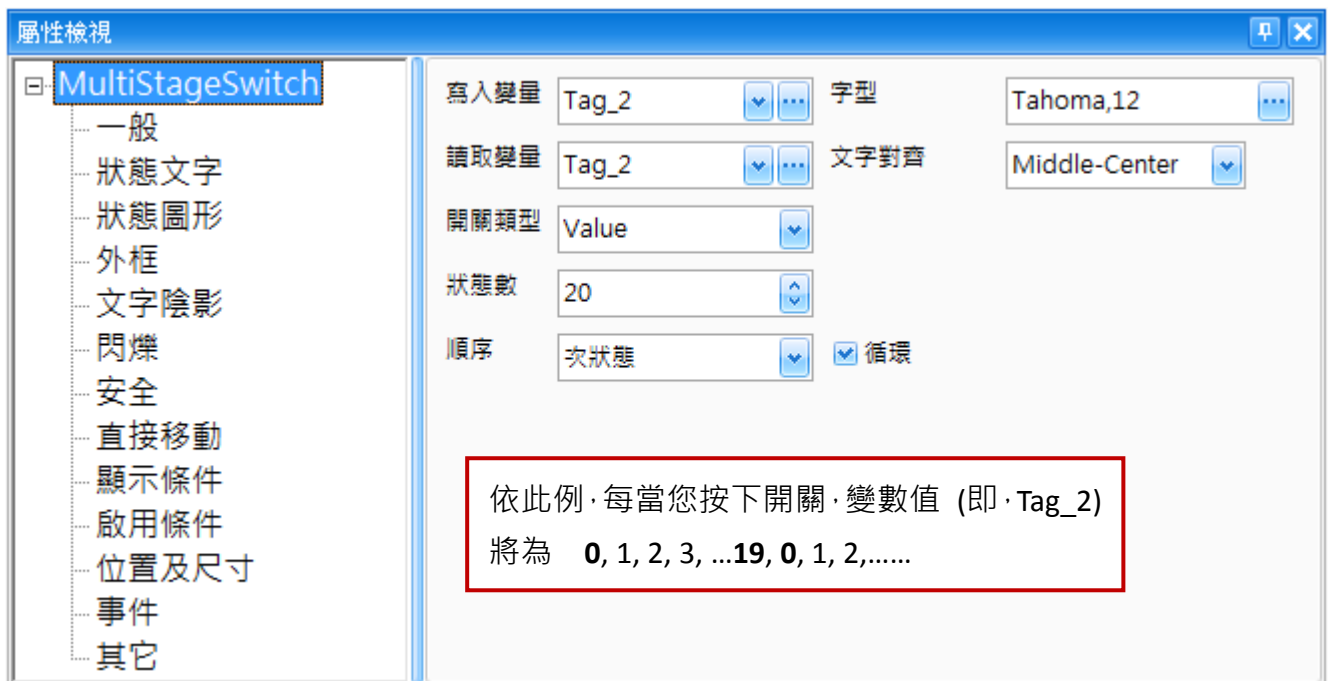 屬性檢視
MultiStageSwitch
一般
狀態文字
狀態圖形
外框
文字陰影
閃爍
安全
直接移動
顯示條件
啟用條件
位置及尺寸
事件
其它
寫入變量 Tag_2 字型 Tahoma,12
讀取變量 Tag_2 文字對齊 Middle-Center
開關類型 Value
狀態數 20
順序 次狀態 循環
依此例,每當您按下開關,變數值 (即,Tag_2)
將為 0, 1, 2, 3, …19, 0, 1, 2,……